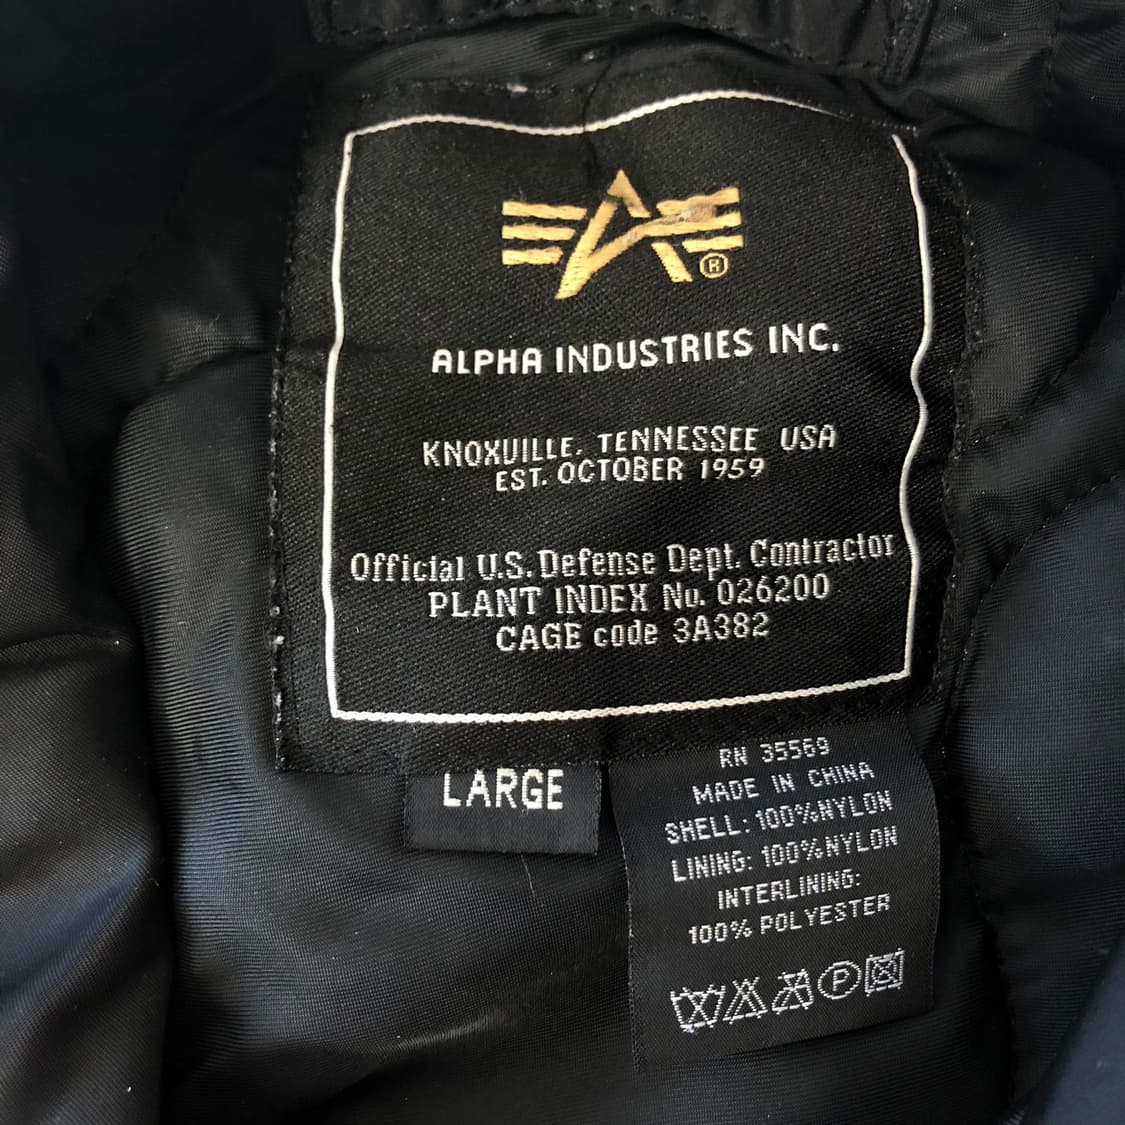 ®
ALPHA INDUSTRIES INC.
KNOXVILLE, TENNESSEE USA
EST. OCTOBER 1959
Official U.S. Defense Dept. Contractor
PLANT INDEX No. 026200
CAGE code 3A382
LARGE
RN 35569
MADE IN CHINA
SHELL: 100%NYLON
LINING: 100%NYLON
INTERLINING:
100% POLYESTER
P